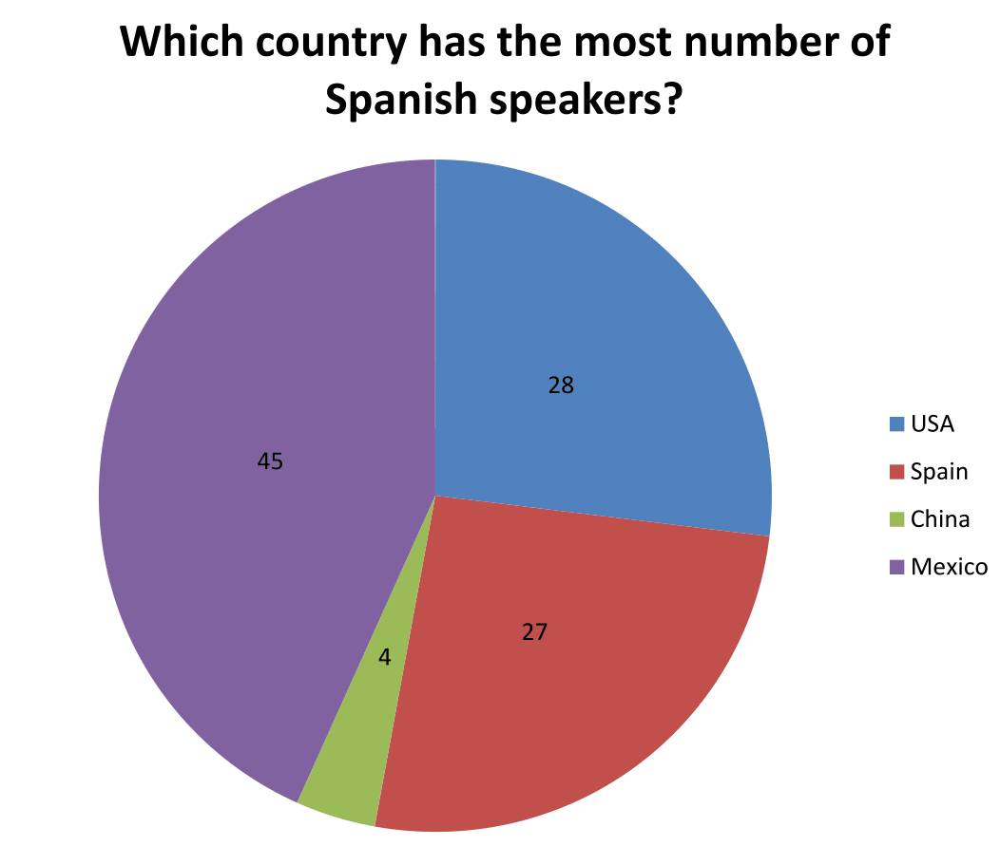 Which country has the most number of
Spanish speakers?
28
45
USA
Spain
China
Mexico
27
4